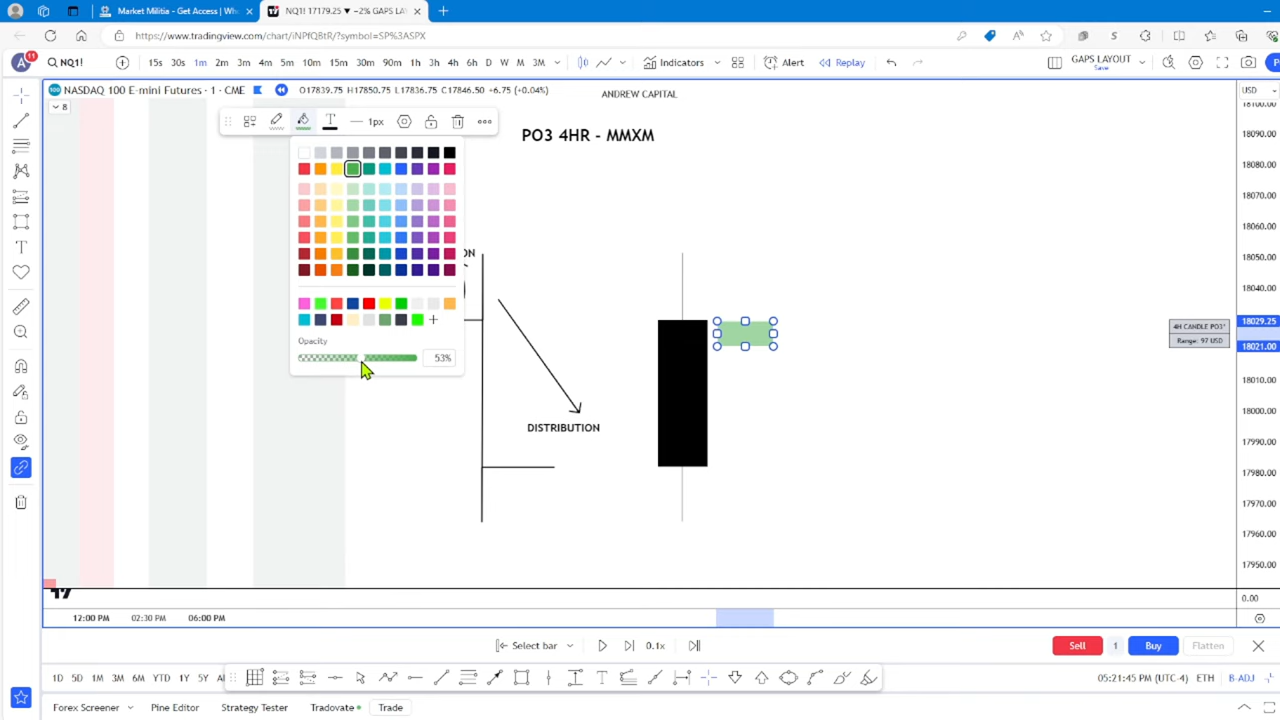 Market Militia - Get Access | Who
NQ1! 17179.25 ▼ −2% GAPS LAY
https://www.tradingview.com/chart/iNPfQBtR/?symbol=SP%3ASPX
A 11 NQ1! 15s 30s 1m 2m 3m 4m 5m 10m 15m 30m 90m 1h 3h 4h 6h D W M 3M Indicators Alert Replay GAPS LAYOUT
Save
NASDAQ 100 E-mini Futures · 1 · CME O17839.75 H17850.75 L17836.75 C17846.50 +6.75 (+0.04%)
ANDREW CAPITAL
USD
8
1px
PO3 4HR - MMXM
18100.00
18090.00
18080.00
18070.00
18060.00
18050.00
18040.00
18029.25
18021.00
18010.00
18000.00
17990.00
17980.00
17970.00
17960.00
17950.00
0.00
ON
4H CANDLE PO3
Range: 97 USD
Opacity
53%
DISTRIBUTION
12:00 PM 02:30 PM 06:00 PM
Select bar 0.1x
Sell 1 Buy Flatten
1D 5D 1M 3M 6M YTD 1Y 5Y
05:21:45 PM (UTC-4) ETH B-ADJ
Forex Screener Pine Editor Strategy Tester Tradovate Trade